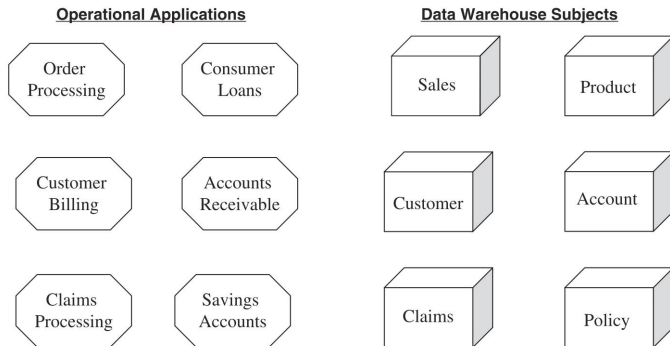 Operational Applications
Data Warehouse Subjects
Order
Processing
Consumer
Loans
Sales
Product
Customer
Billing
Accounts
Receivable
Customer
Account
Claims
Processing
Savings
Accounts
Claims
Policy